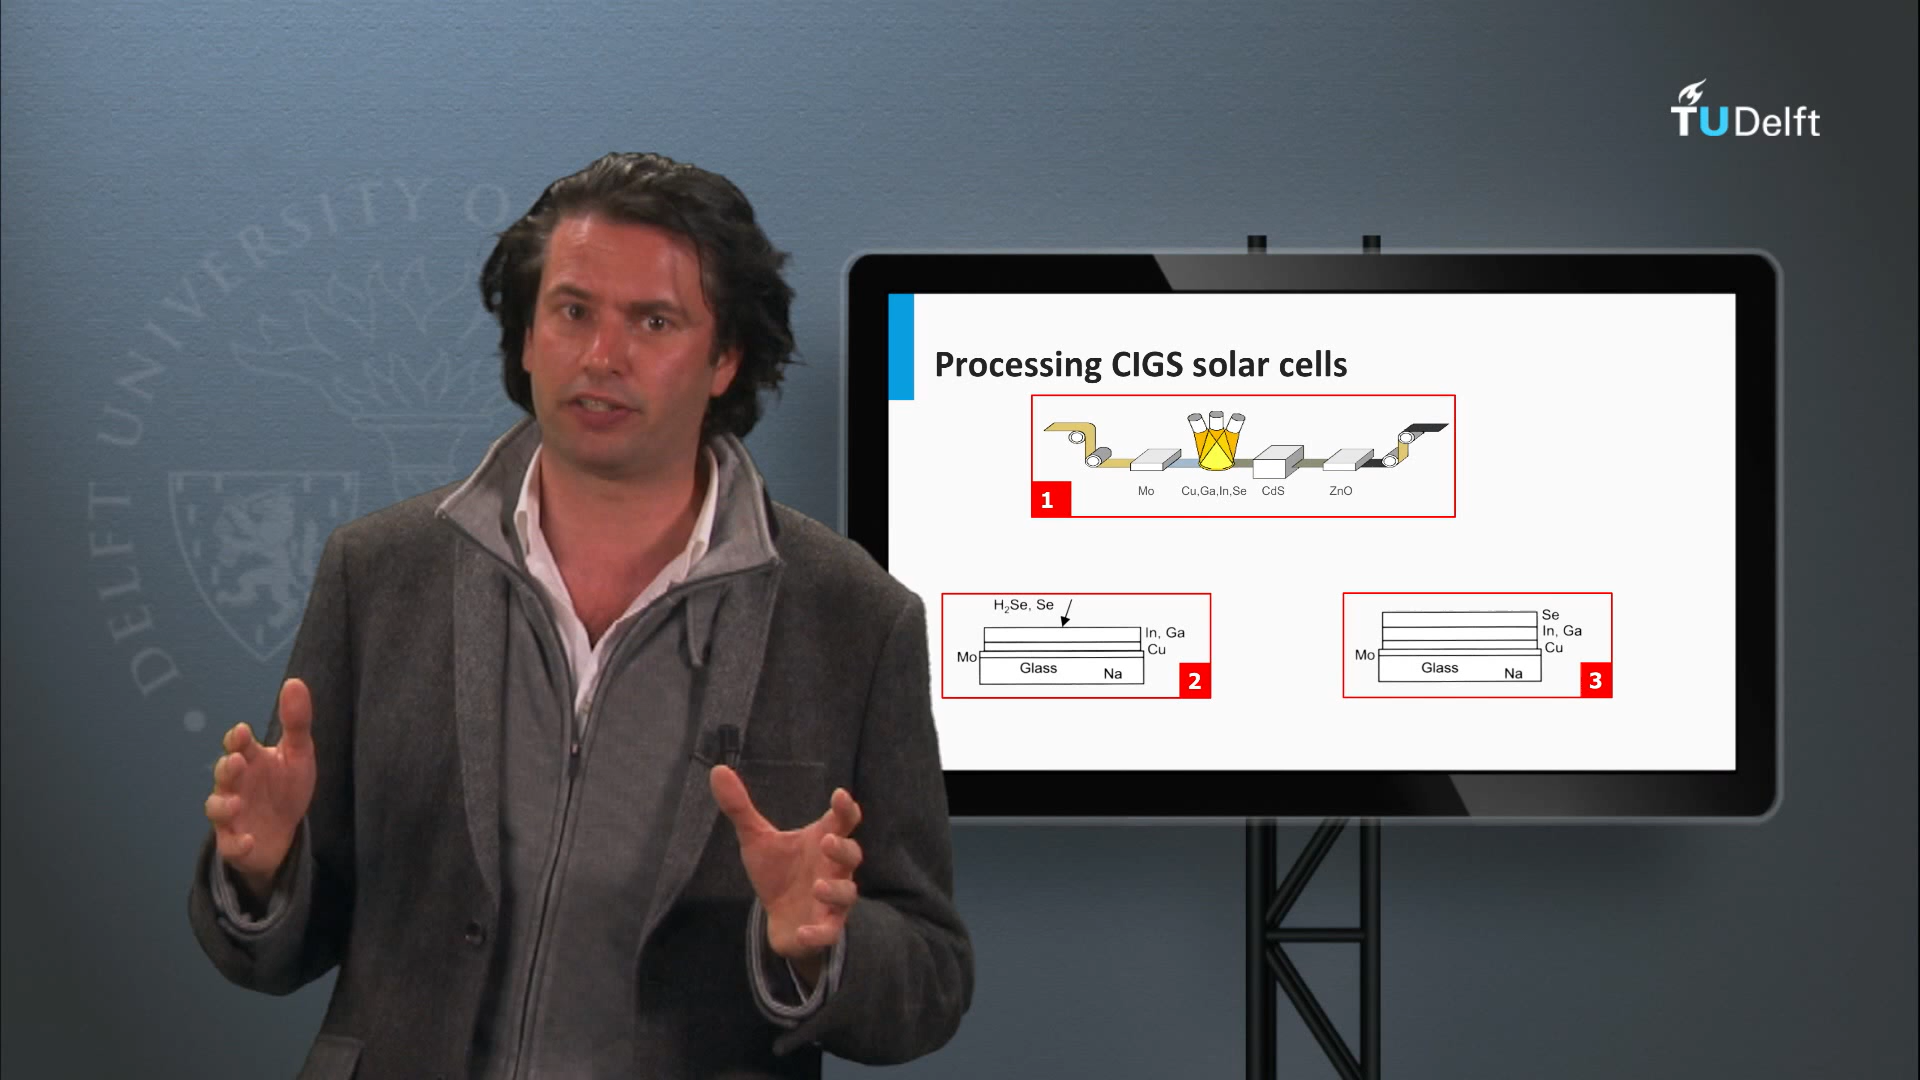 TUDelft
DELFT UNIVERSITY O
Processing CIGS solar cells
Mo Cu,Ga,In,Se CdS ZnO
1
H₂Se, Se
In, Ga
Mo Cu
Glass Na
2
Se
In, Ga
Mo Cu
Glass Na
3